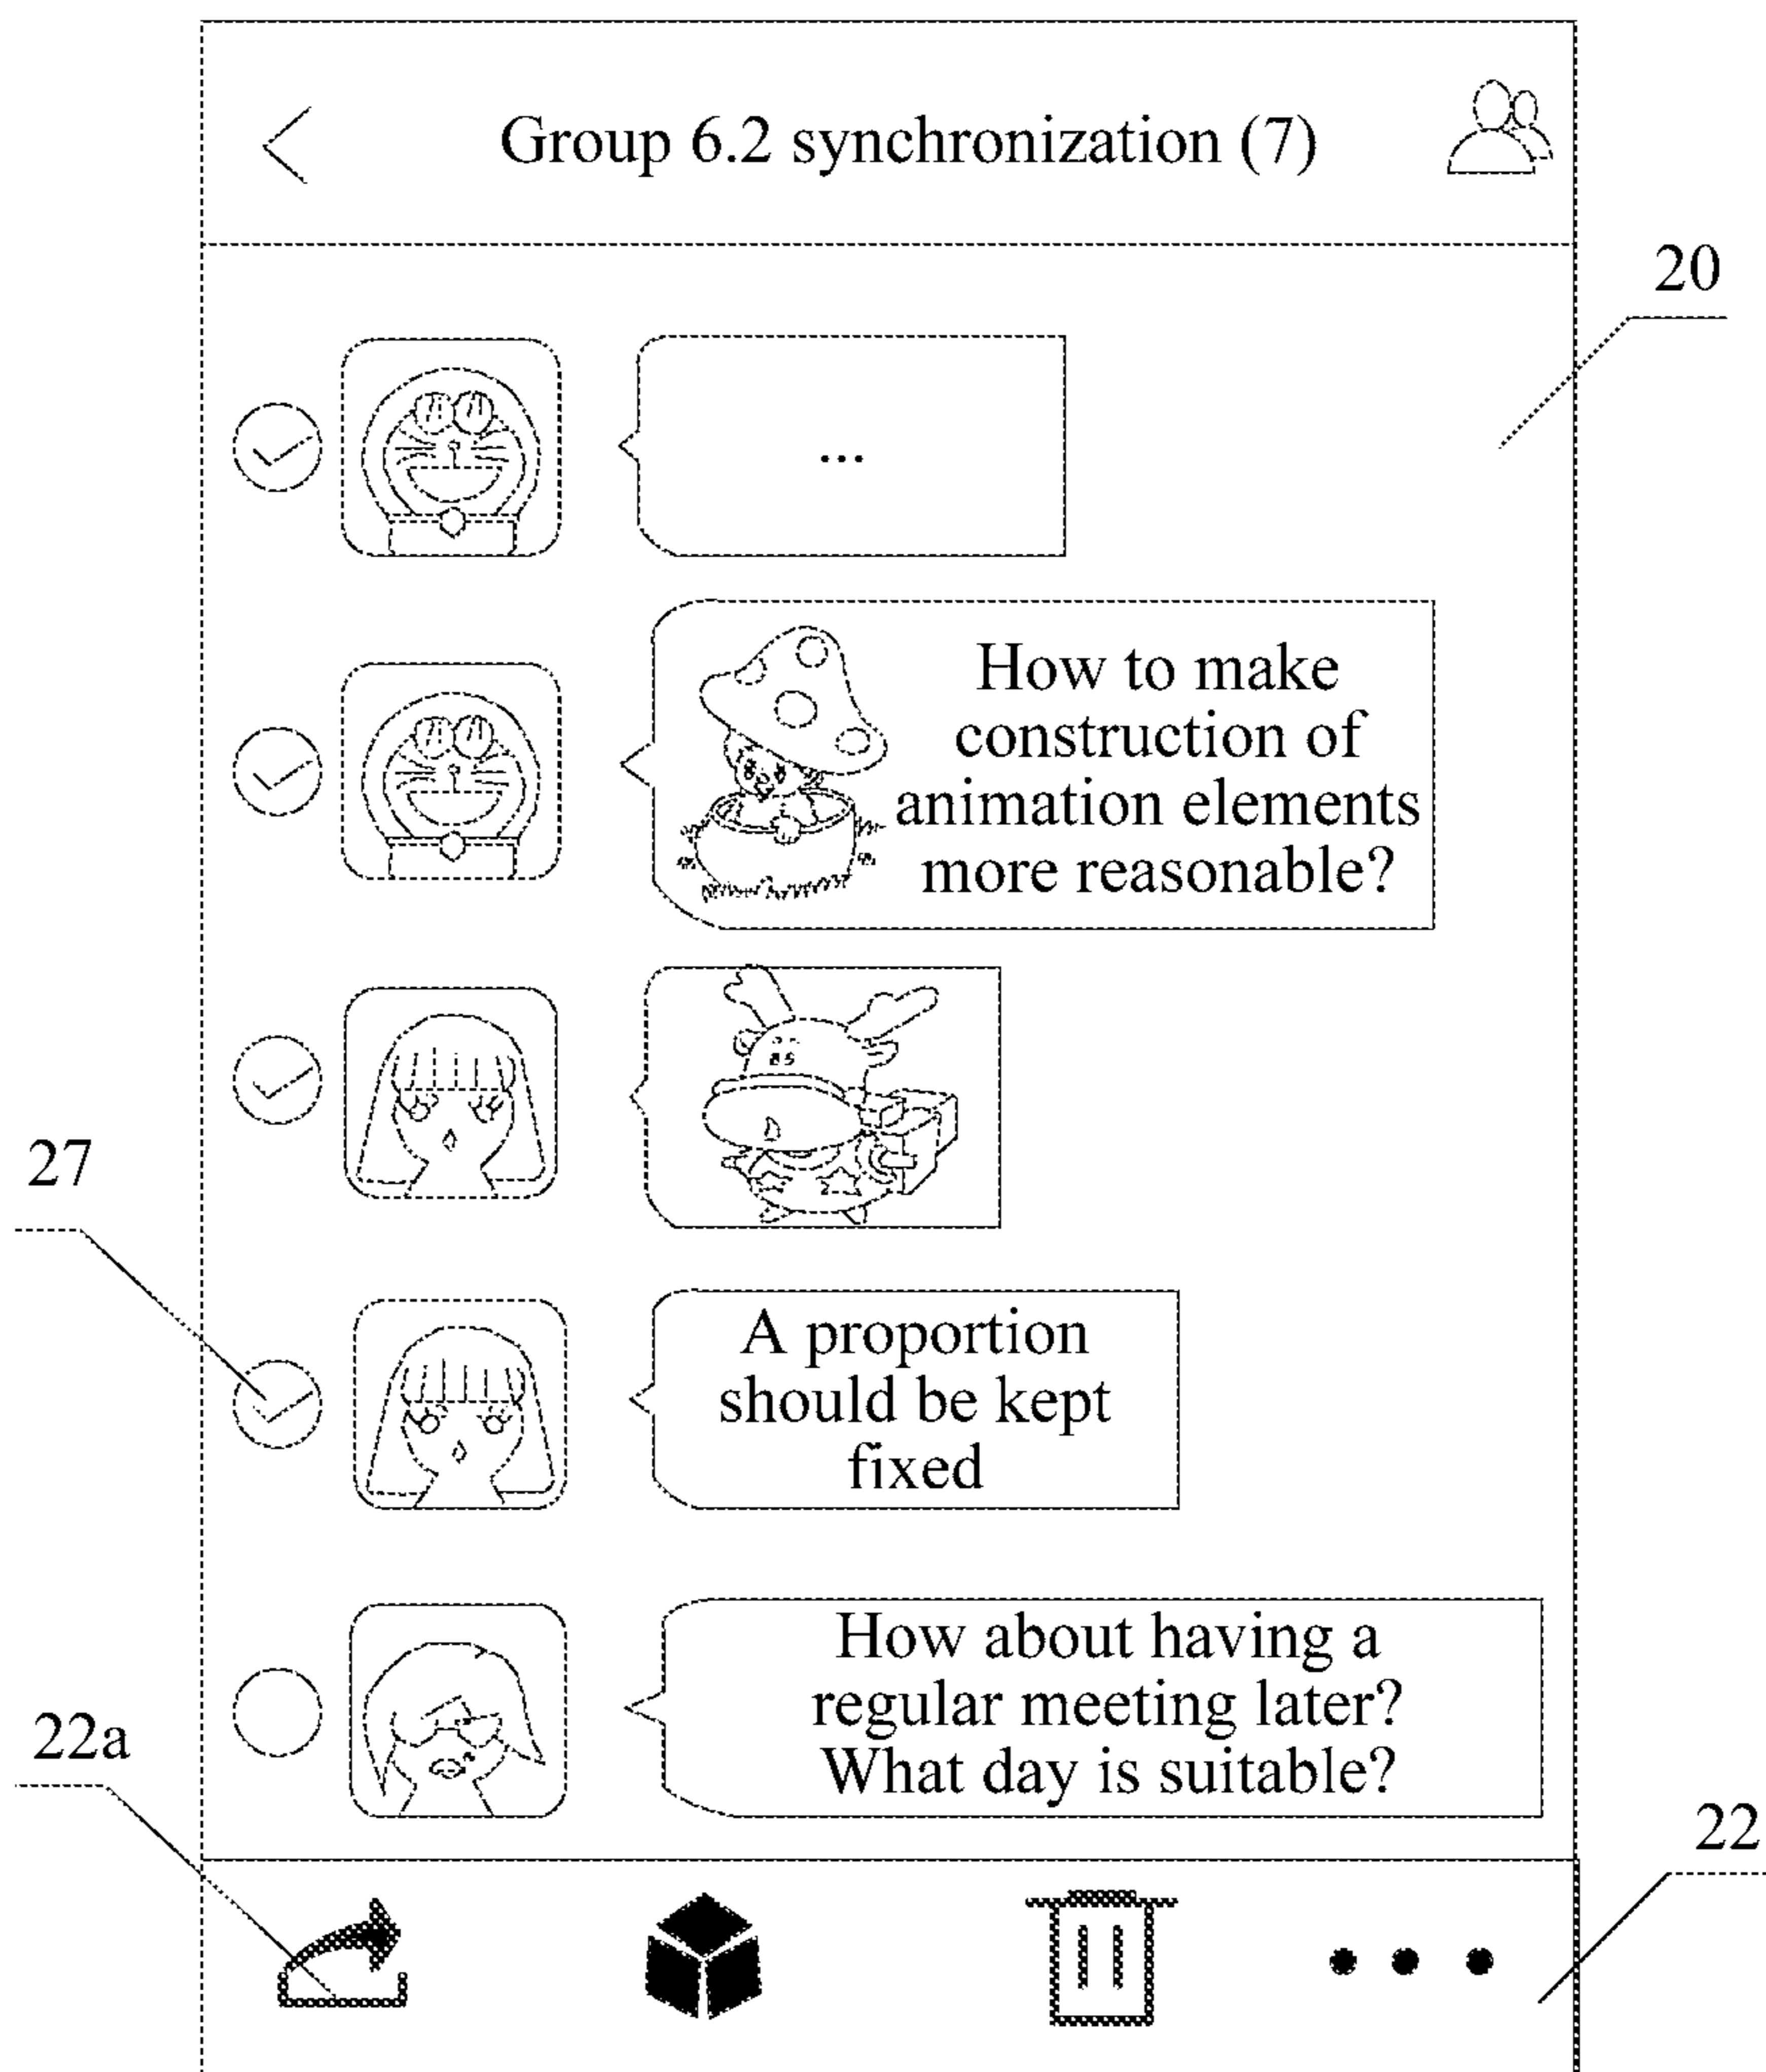 Group 6.2 synchronization (7)
20
...
How to make
construction of
animation elements
more reasonable?
27
A proportion
should be kept
fixed
How about having a
regular meeting later?
What day is suitable?
22a
22